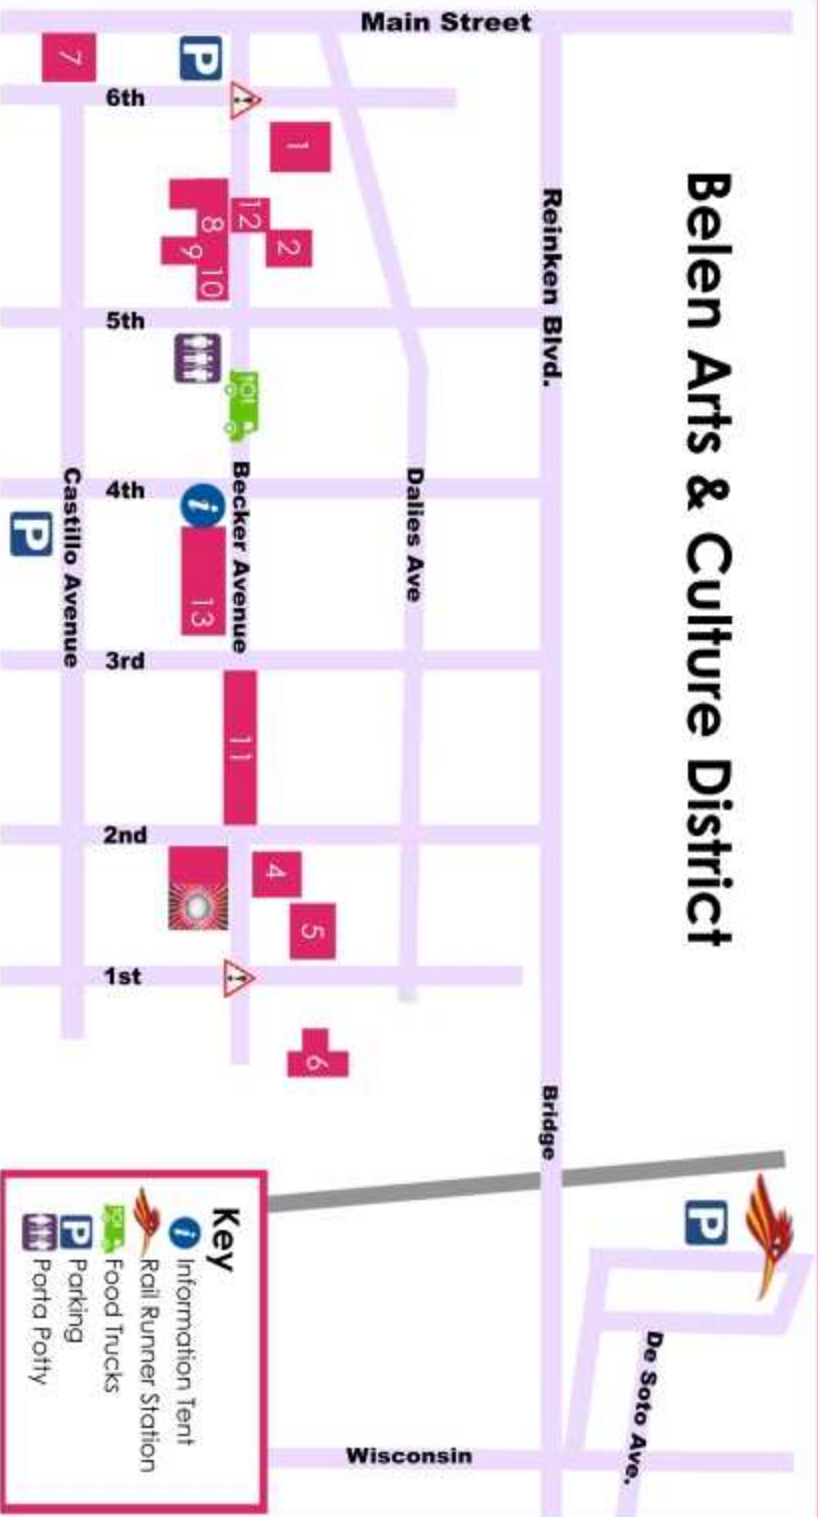 Belen Arts & Culture District
Main Street
6th
5th
4th
3rd
2nd
1st
Wisconsin
Reinken Blvd.
Bridge
De Soto Ave.
Dalies Ave
Becker Avenue
Castillo Avenue
7
P
1
12
2
8
9
10
i
P
13
11
4
5
6
P
Key
i Information Tent
Rail Runner Station
Food Trucks
P Parking
Porta Potty